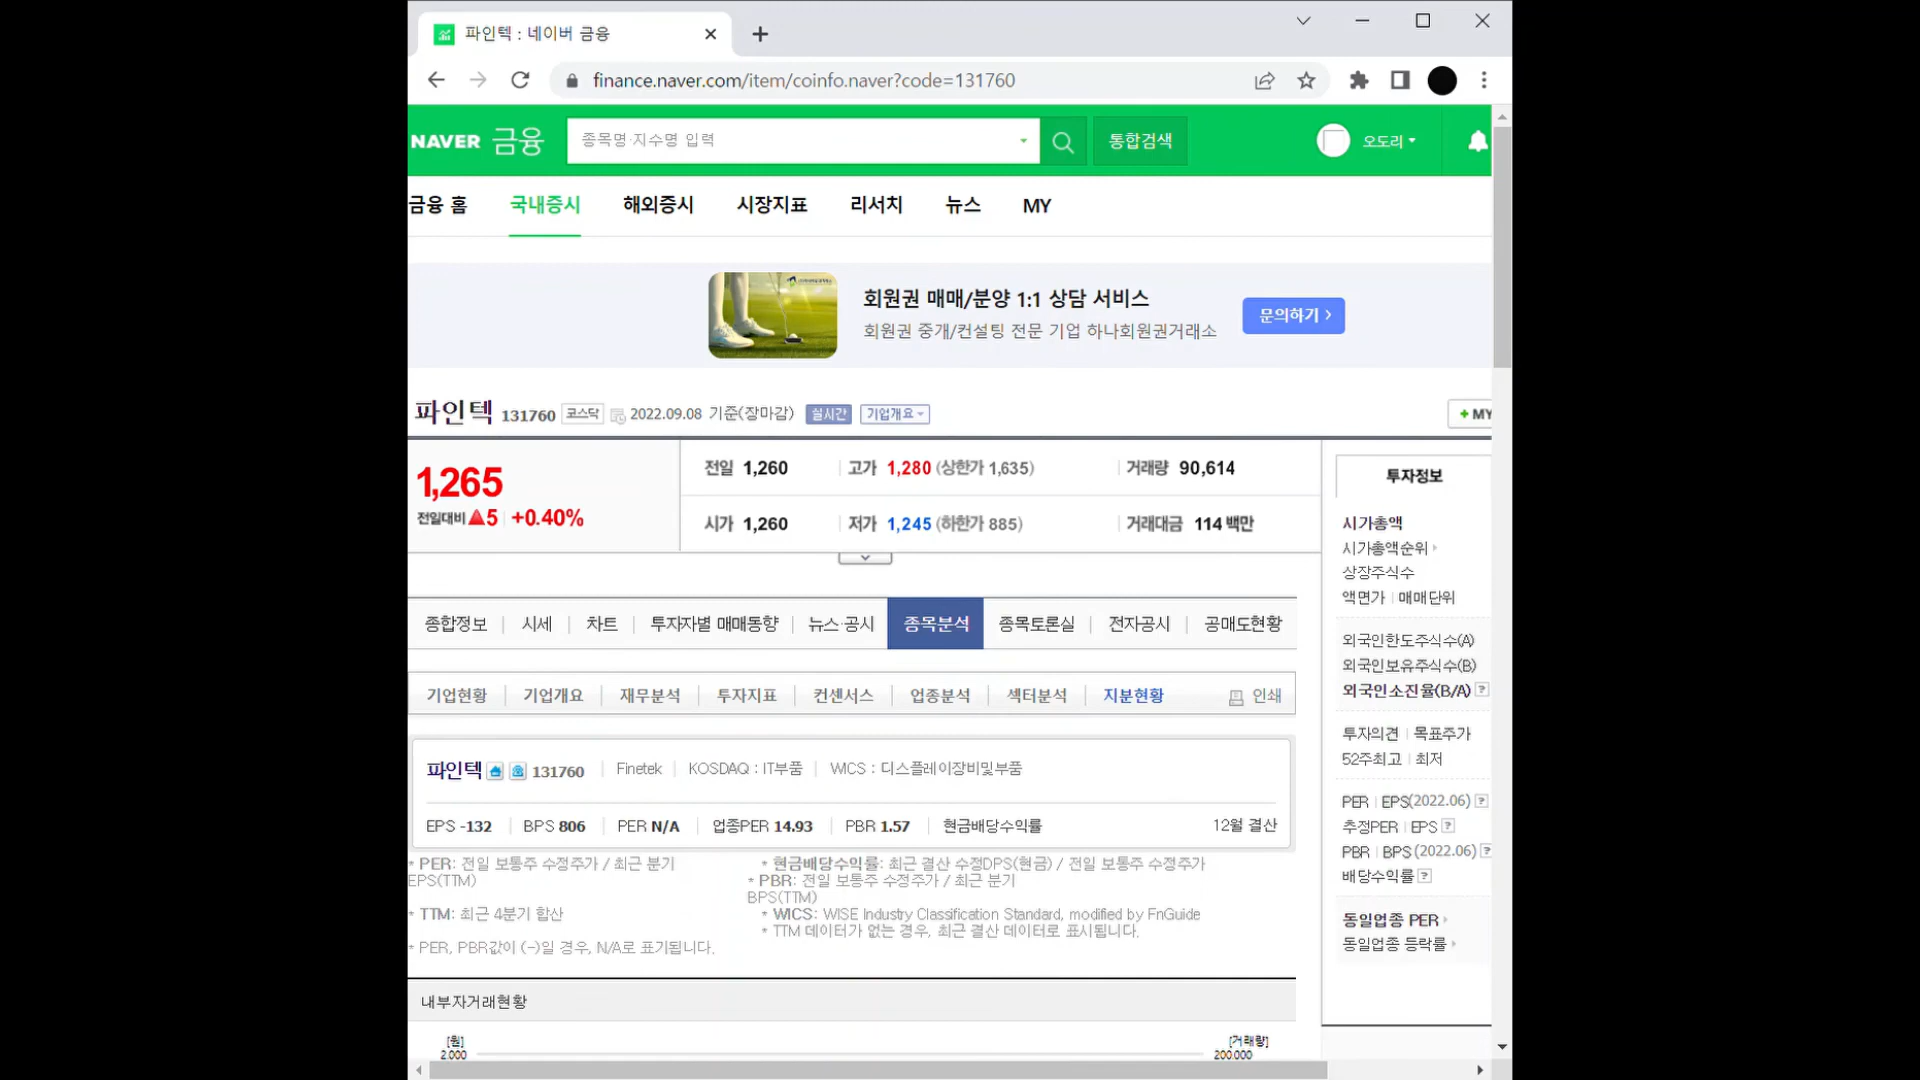 파인텍 : 네이버 금융
finance.naver.com/item/coinfo.naver?code=131760
NAVER 금융
종목명·지수명 입력
통합검색
오도리
금융 홈 국내증시 해외증시 시장지표 리서치 뉴스 MY
회원권 매매/분양 1:1 상담 서비스
회원권 중개/컨설팅 전문 기업 하나회원권거래소
문의하기 ›
파인텍 131760 코스닥 2022.09.08 기준(장마감) 실시간 기업개요
+ MY
1,265
전일대비 ▲5 +0.40%
전일 1,260 고가 1,280 (상한가 1,635) 거래량 90,614
시가 1,260 저가 1,245 (하한가 885) 거래대금 114 백만
종합정보 시세 차트 투자자별 매매동향 뉴스·공시 종목분석 종목토론실 전자공시 공매도현황
기업현황 기업개요 재무분석 투자지표 컨센서스 업종분석 섹터분석 지분현황 인쇄
파인텍 131760 Finetek KOSDAQ : IT부품 WICS : 디스플레이장비및부품
EPS -132 BPS 806 PER N/A 업종PER 14.93 PBR 1.57 현금배당수익률 12월 결산
* PER: 전일 보통주 수정주가 / 최근 분기
EPS(TTM)
* TTM: 최근 4분기 합산
* PER, PBR값이 (-)일 경우, N/A로 표기됩니다.
* 현금배당수익률: 최근 결산 수정DPS(현금) / 전일 보통주 수정주가
* PBR: 전일 보통주 수정주가 / 최근 분기
BPS(TTM)
* WICS: WISE Industry Classification Standard, modified by FnGuide
* TTM 데이터가 없는 경우, 최근 결산 데이터로 표시됩니다.
내부자거래현황
[원] [거래량]
2,000 200,000
투자정보
시가총액
시가총액순위
상장주식수
액면가 매매단위
외국인한도주식수(A)
외국인보유주식수(B)
외국인소진율(B/A) ?
투자의견 목표주가
52주최고 최저
PER EPS(2022.06) ?
추정PER EPS ?
PBR BPS (2022.06) ?
배당수익률 ?
동일업종 PER
동일업종 등락률